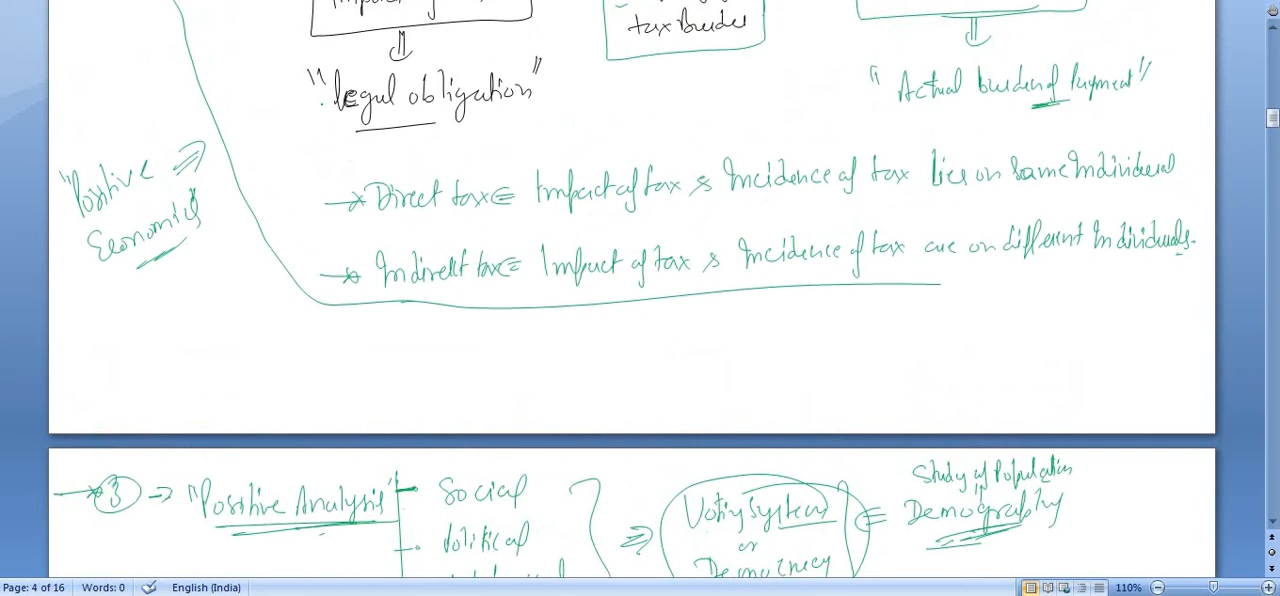 tax Burden
"legal obligation"
"Actual burden of Payment"
"Positive Economics"
→ Direct tax = Impact of tax & Incidence of tax lies on same Individual
→ Indirect tax = Impact of tax & Incidence of tax are on different Individuals.
3 → "Positive Analysis"
Social
Political
Voting System
or
Democracy
Study of Population
Demography
Page: 4 of 16 Words: 0 English (India) 110%